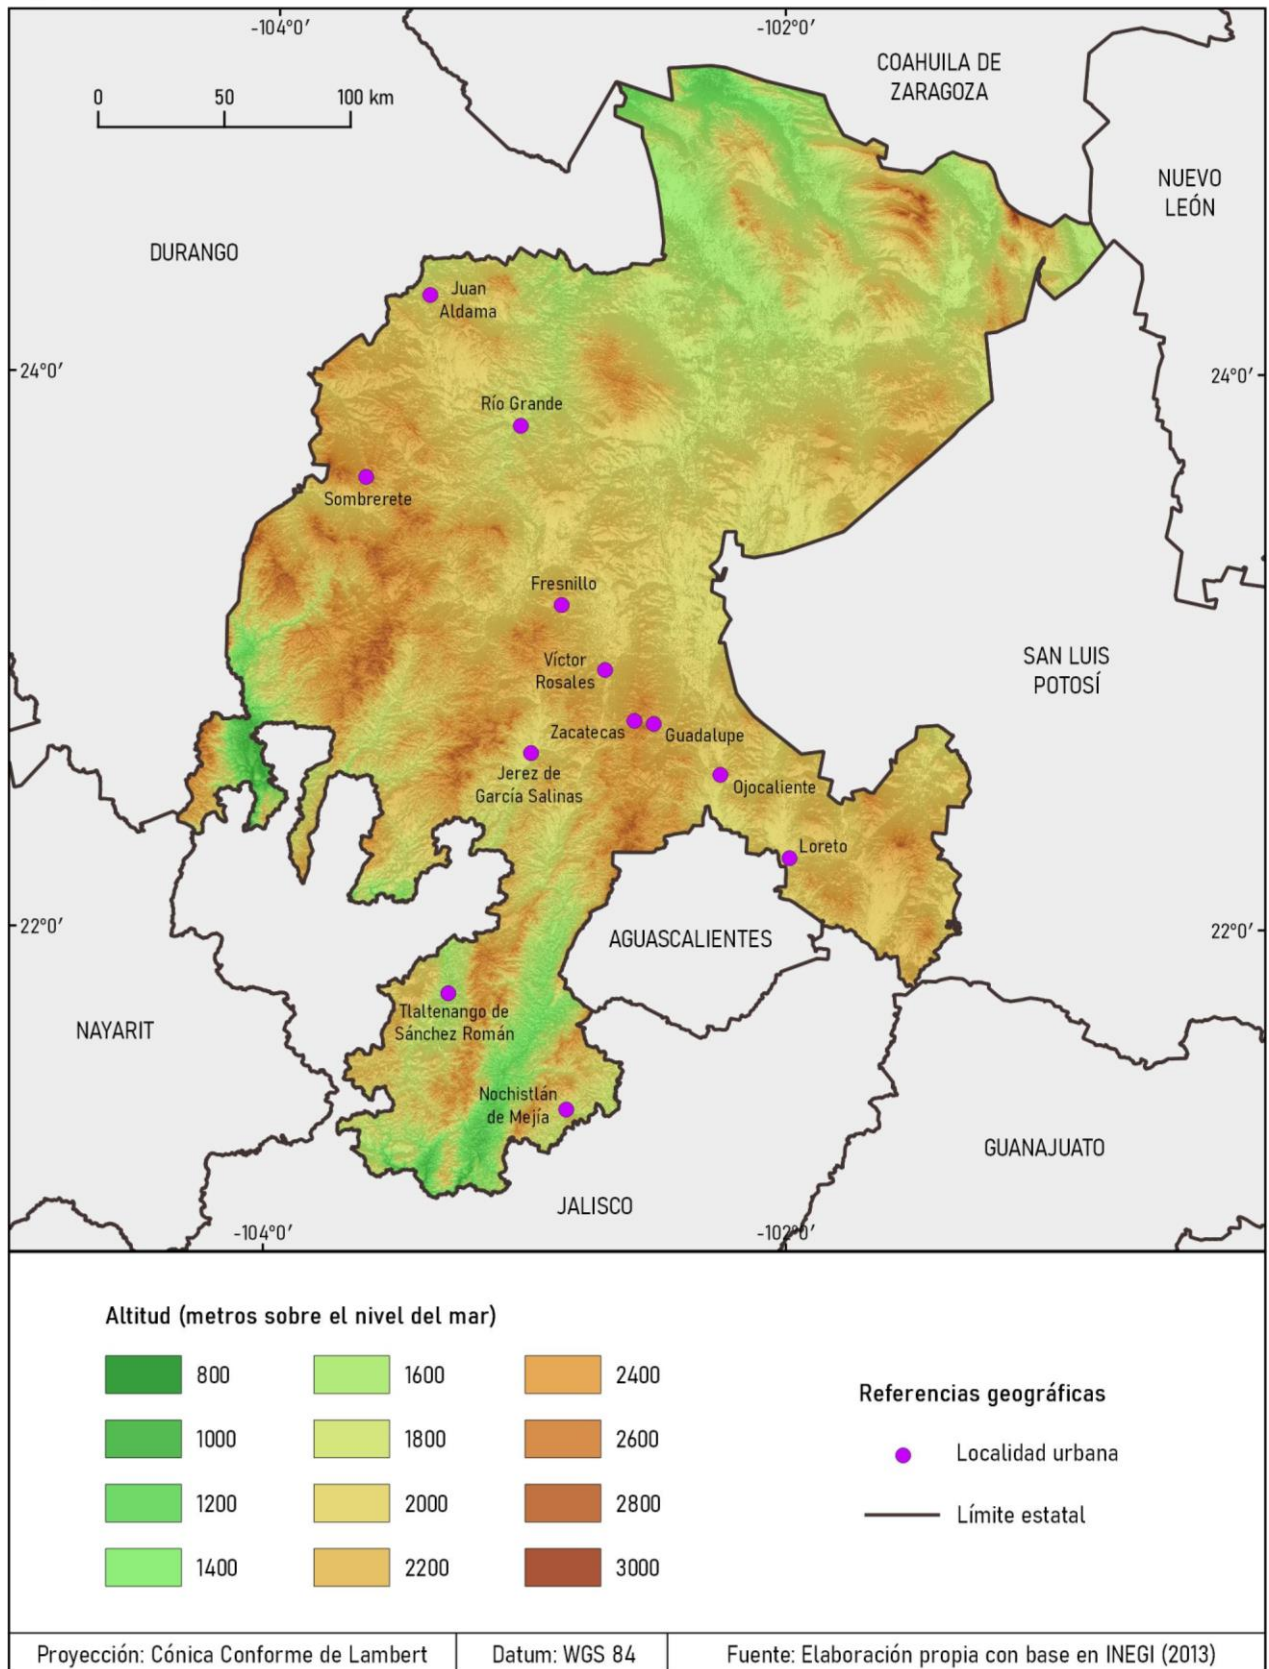 -104°0′
-102°0′
0 50 100 km
COAHUILA DE
ZARAGOZA
NUEVO
LEÓN
DURANGO
Juan
Aldama
24°0′
24°0′
Río Grande
Sombrerete
Fresnillo
Víctor
Rosales
SAN LUIS
POTOSÍ
Zacatecas
Guadalupe
Jerez de
García Salinas
Ojocaliente
Loreto
22°0′
22°0′
AGUASCALIENTES
Tlaltenango de
Sánchez Román
NAYARIT
Nochistlán
de Mejía
GUANAJUATO
JALISCO
-104°0′
-102°0′
Altitud (metros sobre el nivel del mar)
800
1000
1200
1400
1600
1800
2000
2200
2400
2600
2800
3000
Referencias geográficas
Localidad urbana
Límite estatal
Proyección: Cónica Conforme de Lambert
Datum: WGS 84
Fuente: Elaboración propia con base en INEGI (2013)